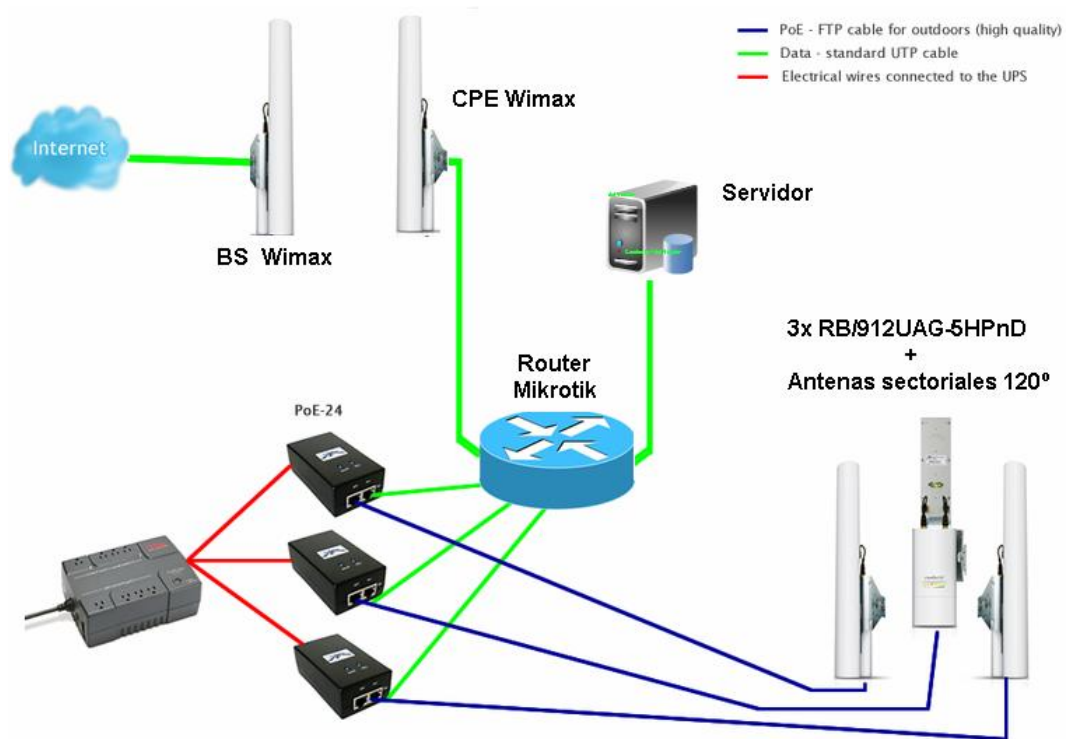 PoE - FTP cable for outdoors (high quality)
Data - standard UTP cable
Electrical wires connected to the UPS
CPE Wimax
Internet
Servidor
BS Wimax
3x RB/912UAG-5HPnD
+
Antenas sectoriales 120º
Router
Mikrotik
PoE-24